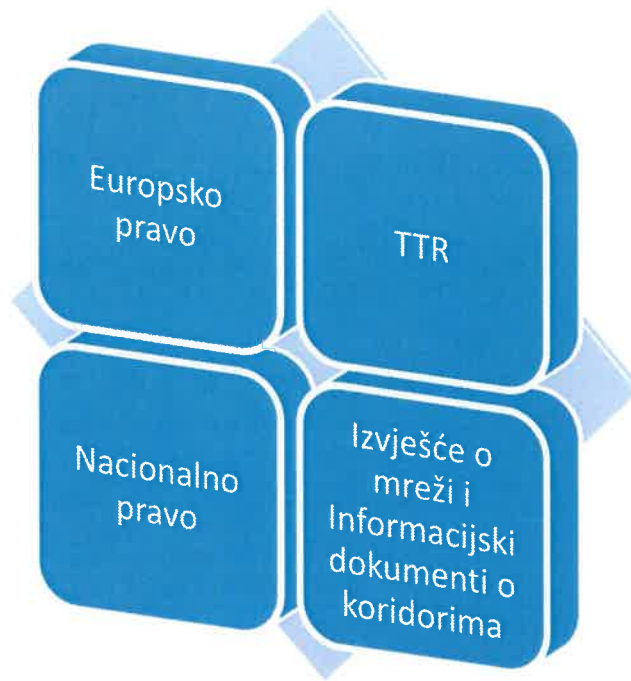 Europsko
pravo
TTR
Nacionalno
pravo
Izvješće o
mreži i
Informacijski
dokumenti o
koridorima